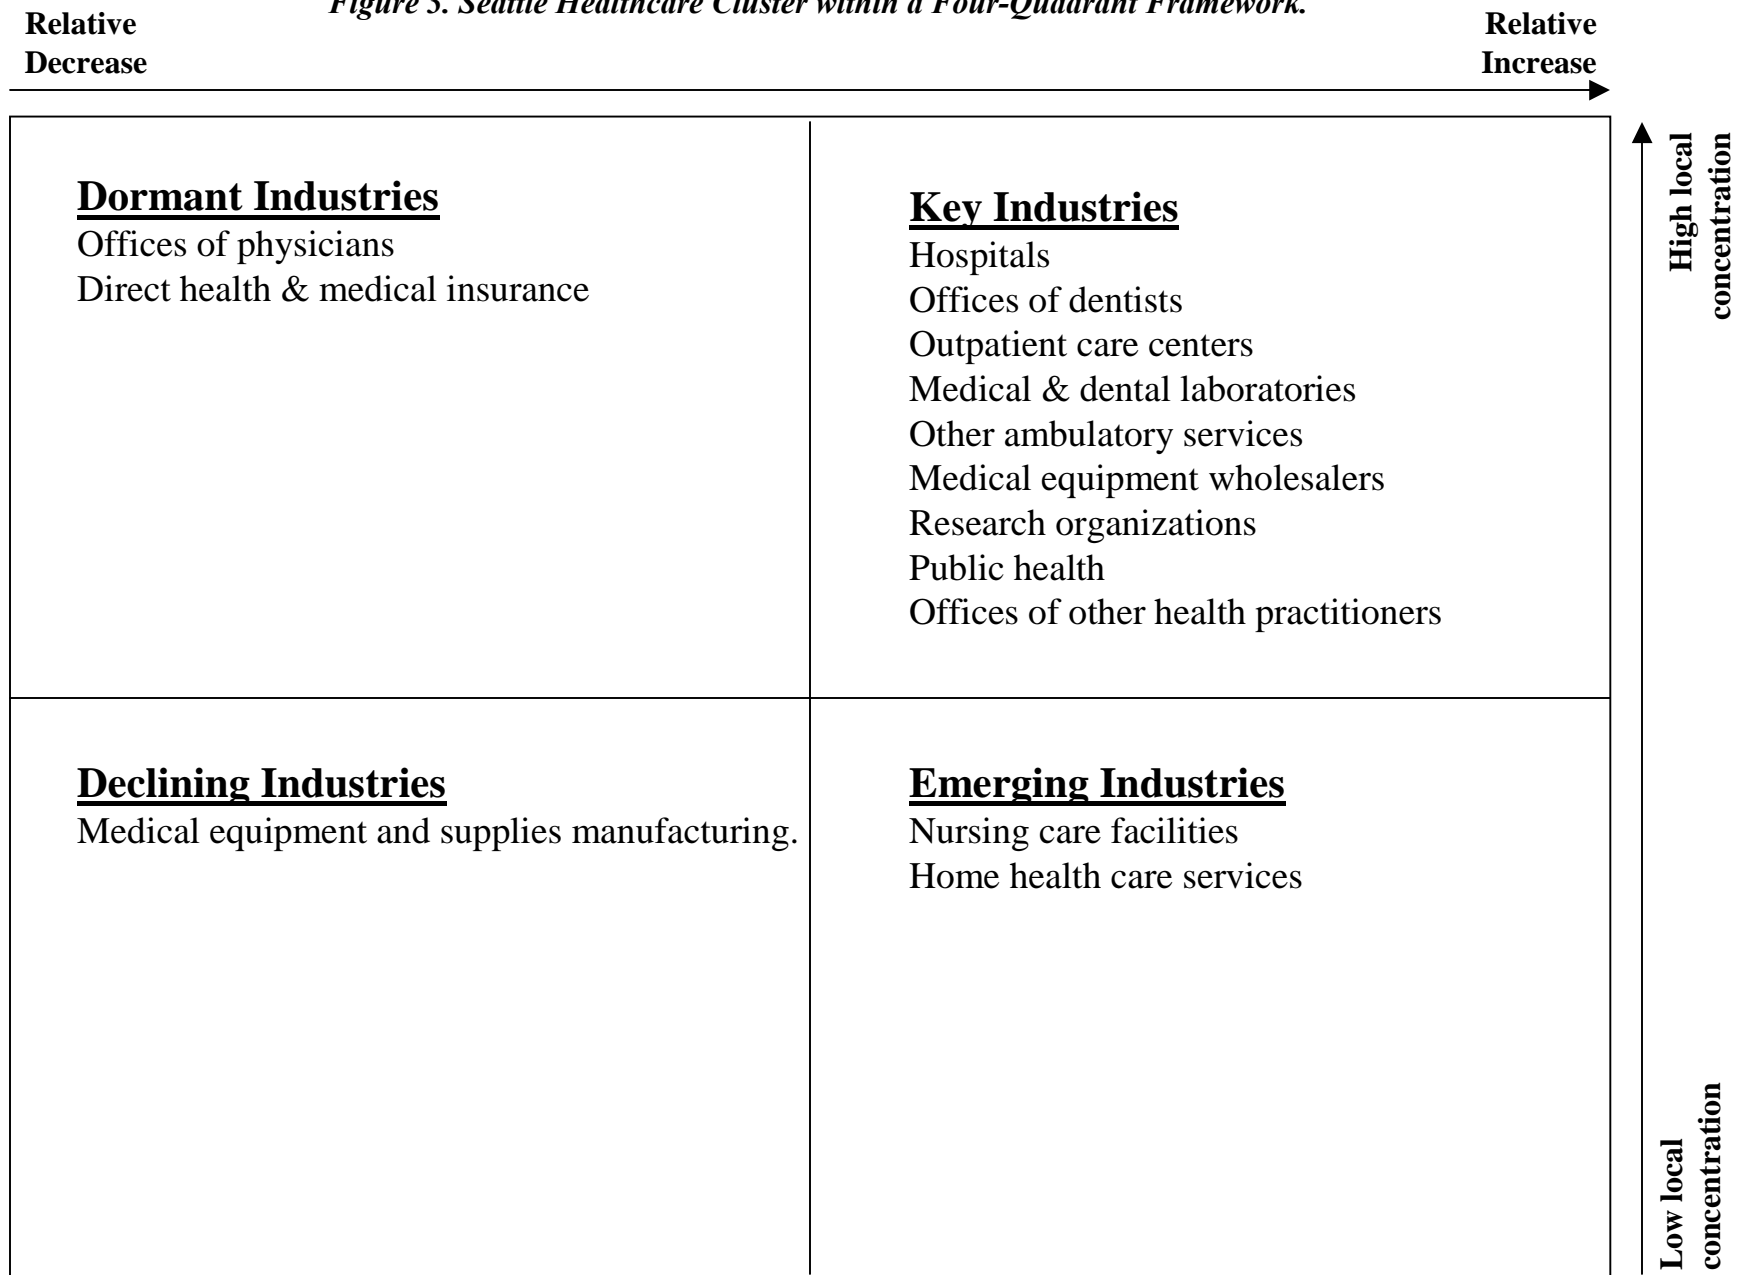 Figure 5. Seattle Healthcare Cluster within a Four-Quadrant Framework.
Relative
Decrease
Relative
Increase
Dormant Industries
Offices of physicians
Direct health & medical insurance
Key Industries
Hospitals
Offices of dentists
Outpatient care centers
Medical & dental laboratories
Other ambulatory services
Medical equipment wholesalers
Research organizations
Public health
Offices of other health practitioners
High local
concentration
Declining Industries
Medical equipment and supplies manufacturing.
Emerging Industries
Nursing care facilities
Home health care services
Low local
concentration